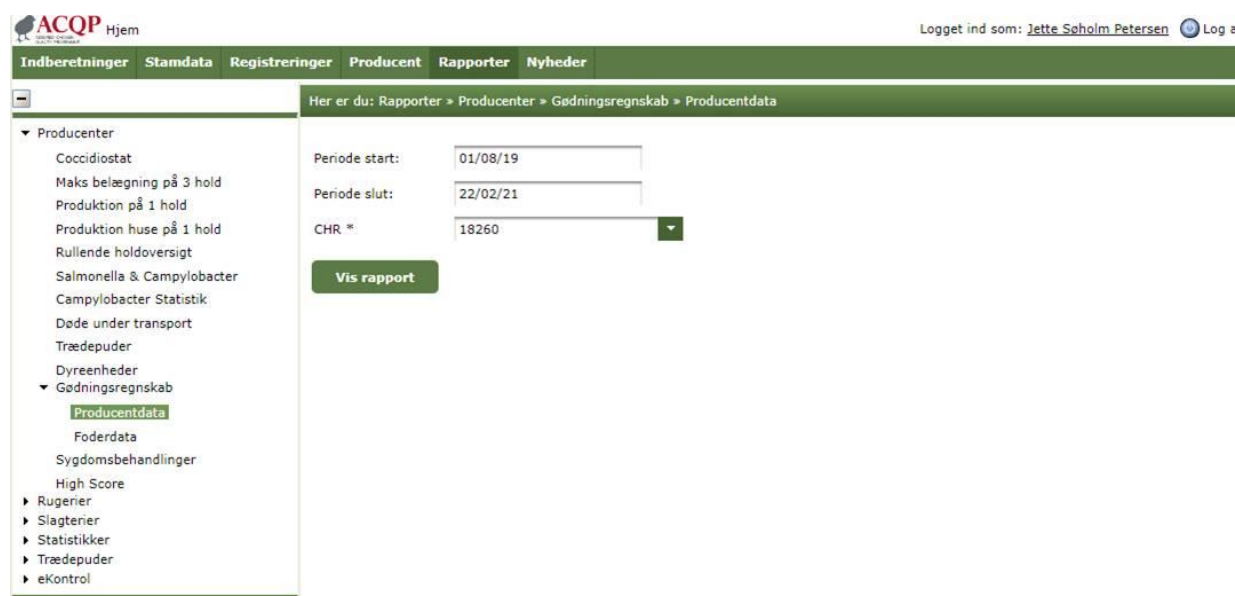 ACQP Hjem
Logget ind som: Jette Søholm Petersen Log a
Indberetninger Stamdata Registreringer Producent Rapporter Nyheder
Her er du: Rapporter » Producenter » Gødningsregnskab » Producentdata
Producenter
Coccidiostat
Maks belægning på 3 hold
Produktion på 1 hold
Produktion huse på 1 hold
Rullende holdoversigt
Salmonella & Campylobacter
Campylobacter Statistik
Døde under transport
Trædepuder
Dyreenheder
Gødningsregnskab
Producentdata
Foderdata
Sygdomsbehandlinger
High Score
Rugerier
Slagterier
Statistikker
Trædepuder
eKontrol
Periode start: 01/08/19
Periode slut: 22/02/21
CHR * 18260
Vis rapport